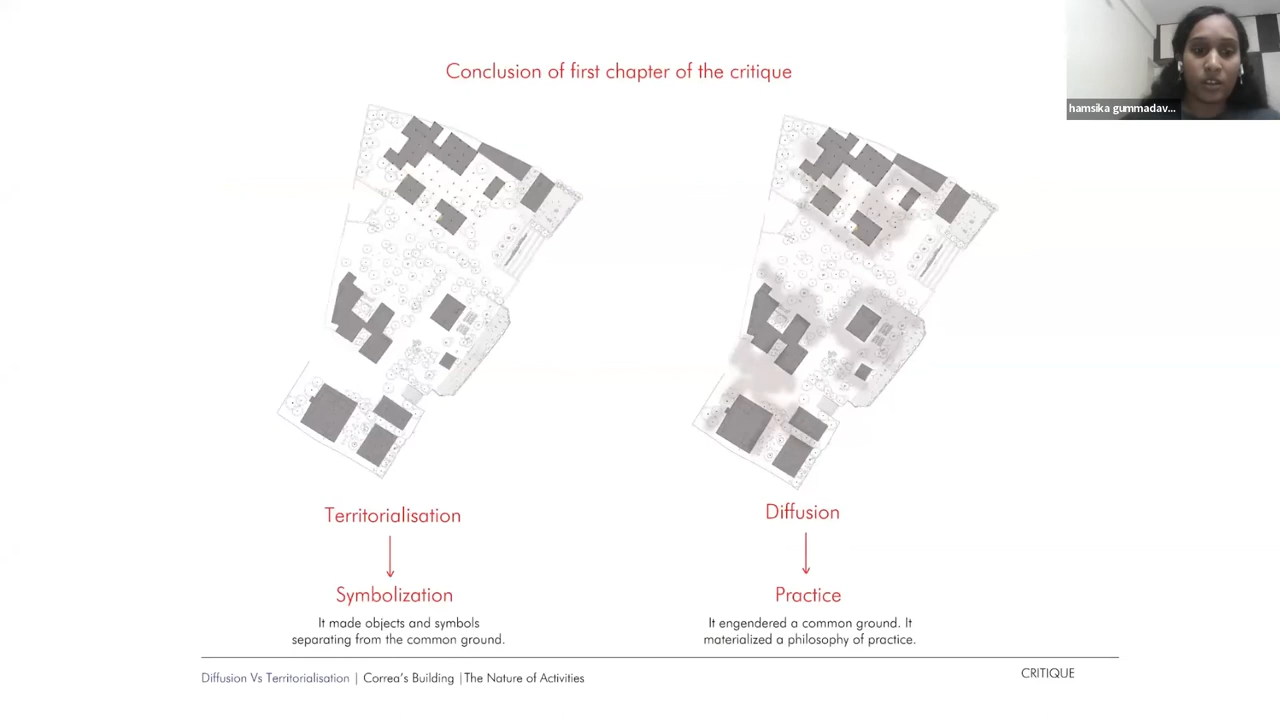 Conclusion of first chapter of the critique
hamsika gummadav...
Territorialisation
Diffusion
Symbolization
Practice
It made objects and symbols
separating from the common ground.
It engendered a common ground. It
materialized a philosophy of practice.
Diffusion Vs Territorialisation | Correa's Building |The Nature of Activities
CRITIQUE